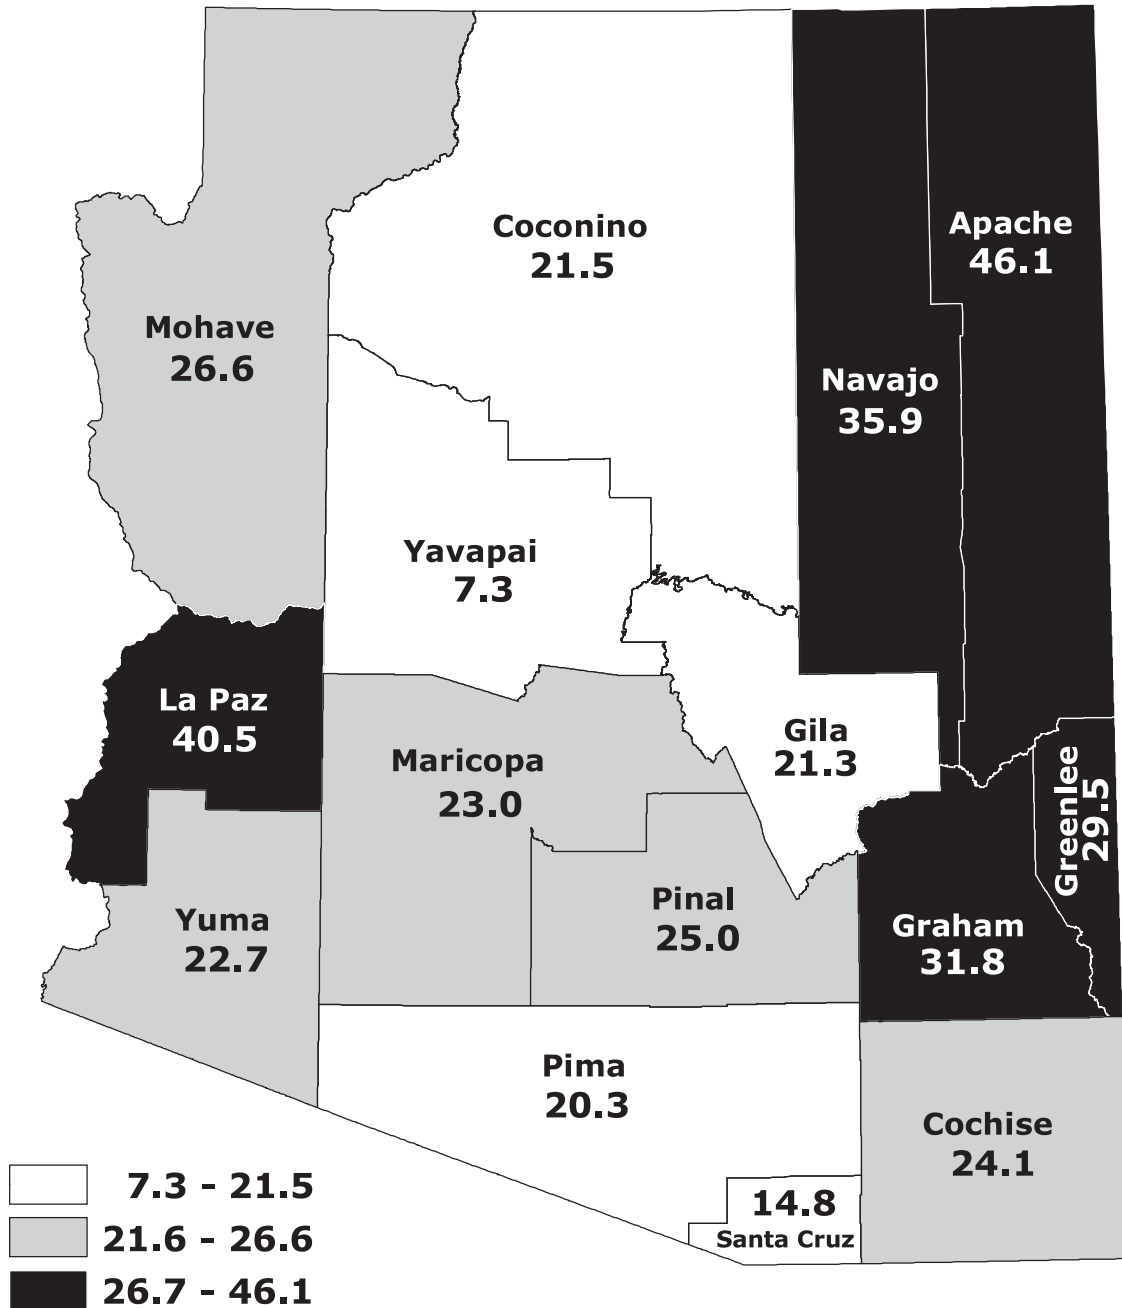 Coconino
21.5
Apache
46.1
Mohave
26.6
Navajo
35.9
Yavapai
7.3
La Paz
40.5
Gila
21.3
Maricopa
23.0
Greenlee
29.5
Pinal
25.0
Yuma
22.7
Graham
31.8
Pima
20.3
Cochise
24.1
14.8
Santa Cruz
7.3 - 21.5
21.6 - 26.6
26.7 - 46.1